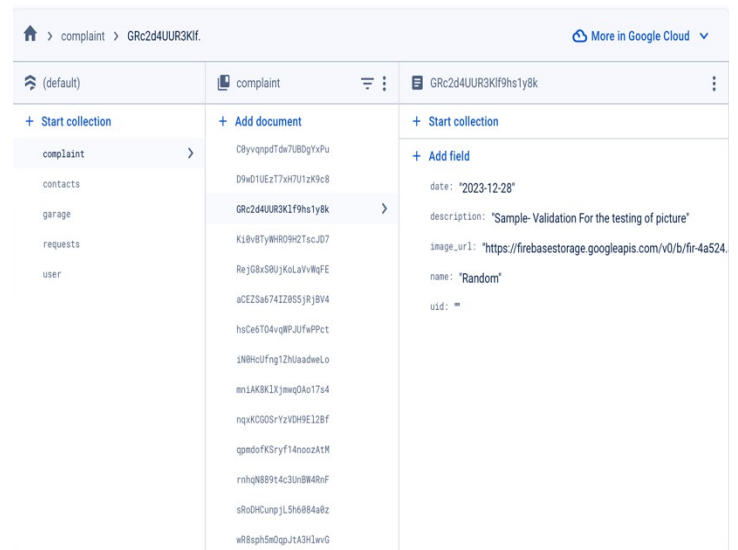 complaint > GRc2d4UUR3Klf.
More in Google Cloud
(default)
+ Start collection
complaint
contacts
garage
requests
user
complaint
+ Add document
C0yvqnpdTdw7UBDgYxPu
D9wD1UEzT7xH7U1zK9c8
GRc2d4UUR3Klf9hs1y8k
Ki0vBTyWHRO9H2TscJD7
RejG8xS0UjKoLaVvWqFE
aCEZSa674IZ0S5jRjBV4
hsCe6TO4vqWPJUfwPPct
iN0HcUfng1ZhUaadweLo
mniAK8KlXjmwqOAo17s4
nqxKCGOSrYzVDH9El2Bf
qpmdofKSryf14noozAtM
rnhqN889t4c3UnBW4RnF
sRoDHCunpjL5h6084a0z
wR8sph5mOqpJtA3HlwvG
GRc2d4UUR3Klf9hs1y8k
+ Start collection
+ Add field
date: "2023-12-28"
description: "Sample- Validation For the testing of picture"
image_url: "https://firebasestorage.googleapis.com/v0/b/fir-4a524.
name: "Random"
uid: ""